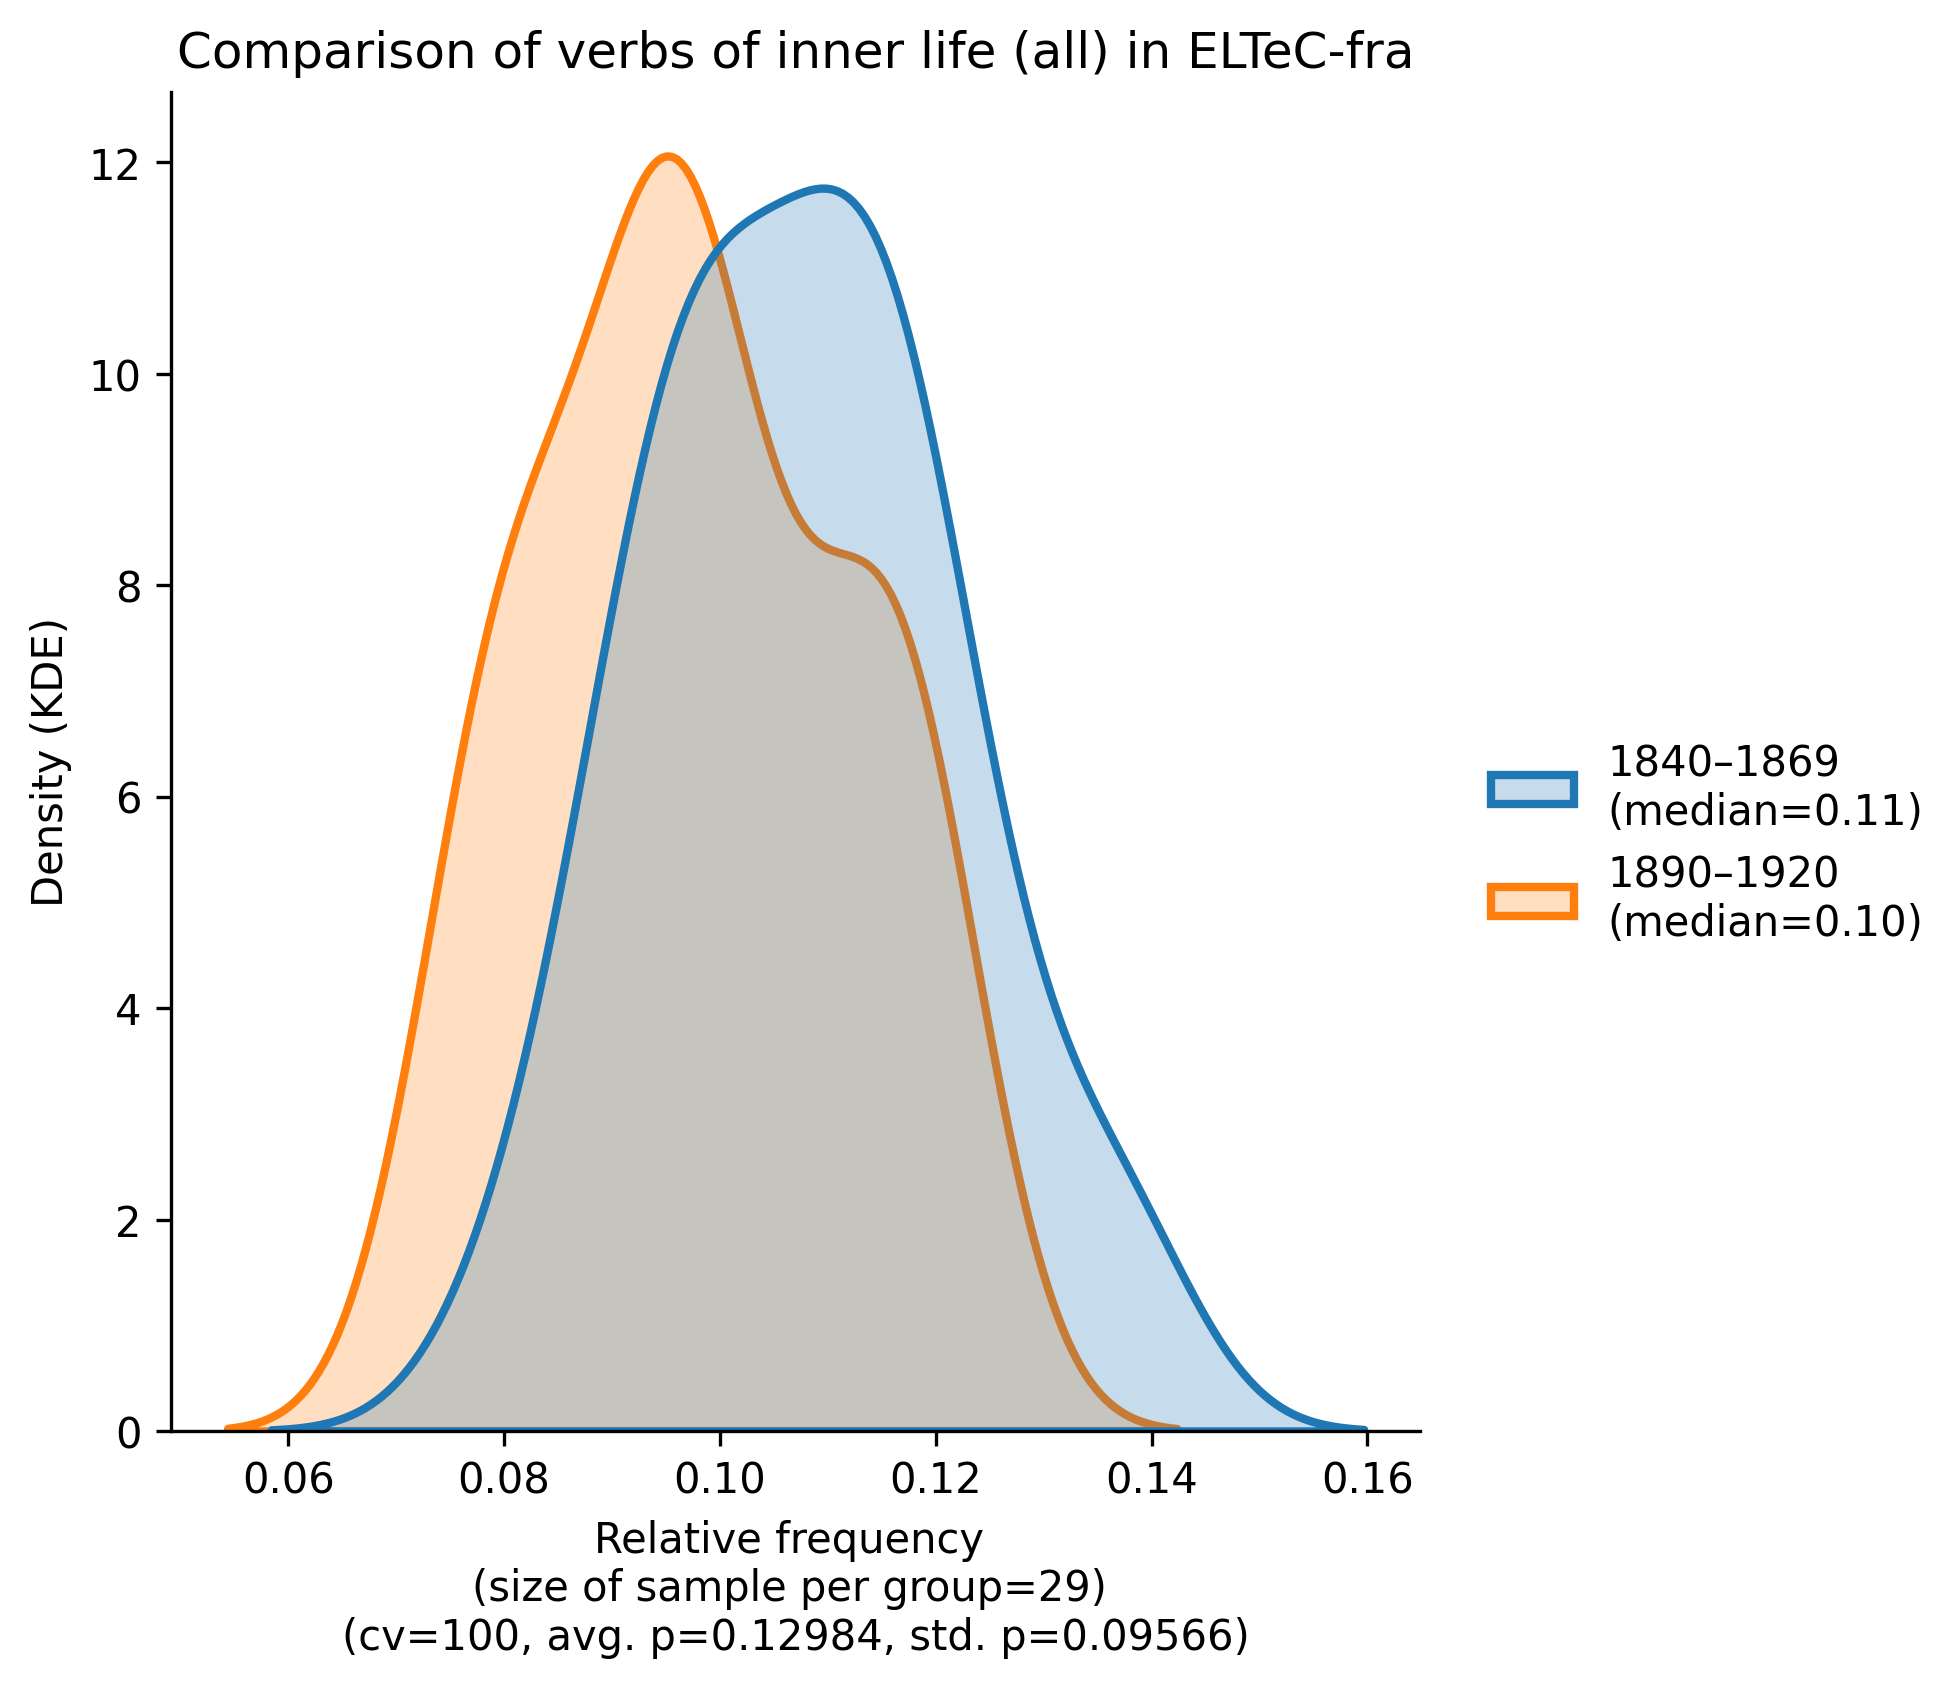 Comparison of verbs of inner life (all) in ELTeC-fra
12
10
8
6
4
2
0
Density (KDE)
0.06 0.08 0.10 0.12 0.14 0.16
Relative frequency
(size of sample per group=29)
(cv=100, avg. p=0.12984, std. p=0.09566)
1840–1869
(median=0.11)
1890–1920
(median=0.10)